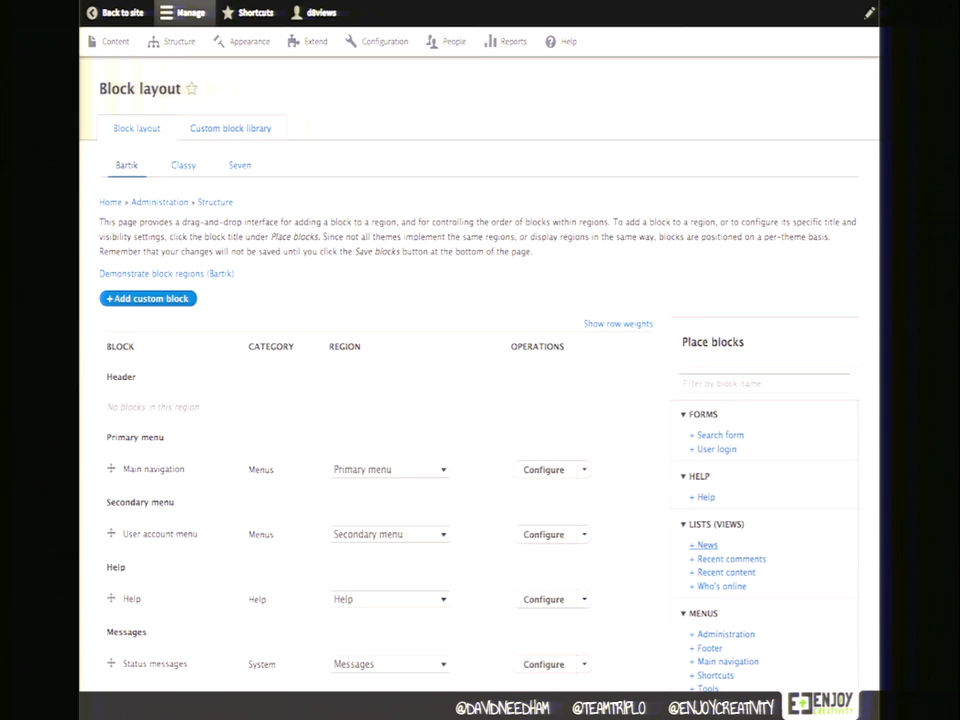 Back to site Manage Shortcuts d8views
Content Structure Appearance Extend Configuration People Reports Help
Block layout
Block layout Custom block library
Bartik Classy Seven
Home » Administration » Structure
This page provides a drag-and-drop interface for adding a block to a region, and for controlling the order of blocks within regions. To add a block to a region, or to configure its specific title and
visibility settings, click the block title under Place blocks. Since not all themes implement the same regions, or display regions in the same way, blocks are positioned on a per-theme basis.
Remember that your changes will not be saved until you click the Save blocks button at the bottom of the page.
Demonstrate block regions (Bartik)
+ Add custom block
Show row weights
BLOCK CATEGORY REGION OPERATIONS
Header
No blocks in this region
Primary menu
Main navigation Menus Primary menu Configure
Secondary menu
User account menu Menus Secondary menu Configure
Help
Help Help Help Configure
Messages
Status messages System Messages Configure
Place blocks
Filter by block name
FORMS
+ Search form
+ User login
HELP
+ Help
LISTS (VIEWS)
+ News
+ Recent comments
+ Recent content
+ Who's online
MENUS
+ Administration
+ Footer
+ Main navigation
+ Shortcuts
+ Tools
@DAVIDNEEDHAM @TEAMTRIPLO @ENJOYCREATIVITY
ENJOY
CREATIVITY